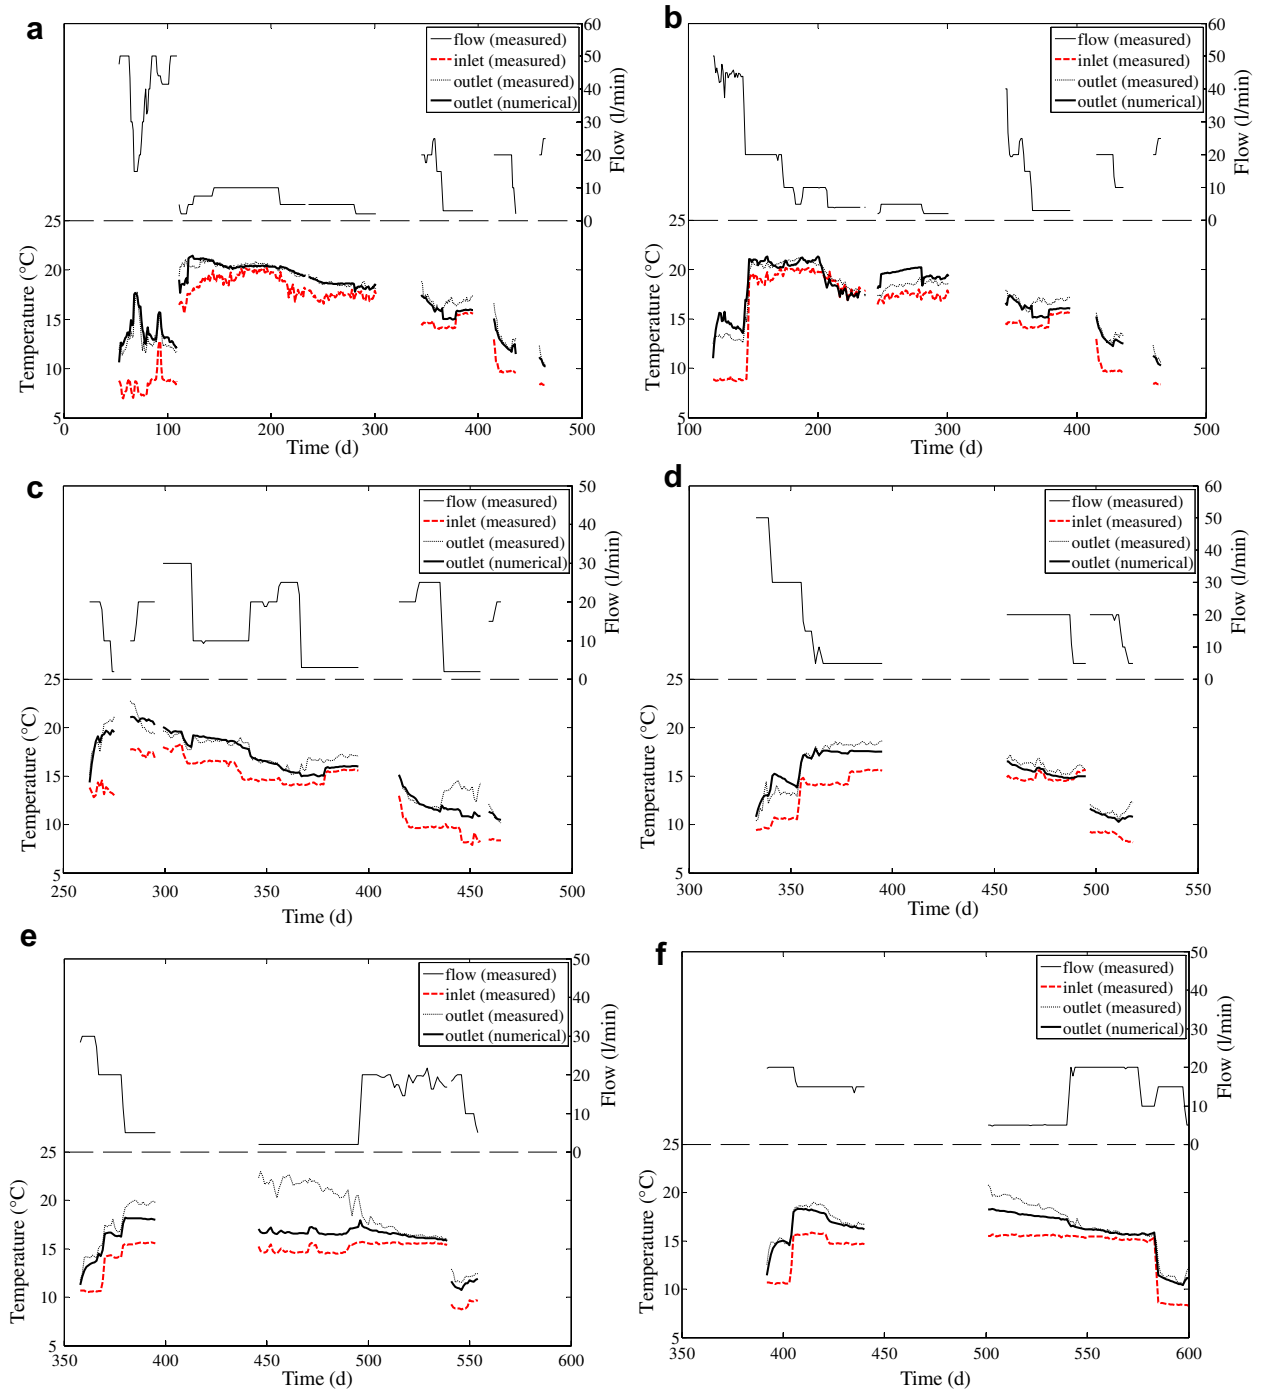 a
60
50
40
30
20
10
0
Flow (l/min)
flow (measured)
inlet (measured)
outlet (measured)
outlet (numerical)
25
20
15
10
5
Temperature (°C)
0 100 200 300 400 500
Time (d)
b
60
50
40
30
20
10
0
Flow (l/min)
flow (measured)
inlet (measured)
outlet (measured)
outlet (numerical)
25
20
15
10
5
Temperature (°C)
100 200 300 400 500
Time (d)
c
50
40
30
20
10
0
Flow (l/min)
flow (measured)
inlet (measured)
outlet (measured)
outlet (numerical)
25
20
15
10
5
Temperature (°C)
250 300 350 400 450 500
Time (d)
d
60
50
40
30
20
10
0
Flow (l/min)
flow (measured)
inlet (measured)
outlet (measured)
outlet (numerical)
25
20
15
10
5
Temperature (°C)
300 350 400 450 500 550
Time (d)
e
50
40
30
20
10
0
Flow (l/min)
flow (measured)
inlet (measured)
outlet (measured)
outlet (numerical)
25
20
15
10
5
Temperature (°C)
350 400 450 500 550 600
Time (d)
f
50
40
30
20
10
0
Flow (l/min)
flow (measured)
inlet (measured)
outlet (measured)
outlet (numerical)
25
20
15
10
5
Temperature (°C)
350 400 450 500 550 600
Time (d)